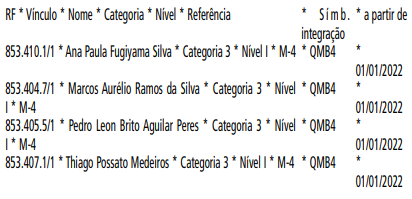 RF * Vínculo * Nome * Categoria * Nível * Referência * Símb. * a partir de
integração
853.410.1/1 * Ana Paula Fugiyama Silva * Categoria 3 * Nível I * M-4 * QMB4 *
01/01/2022
853.404.7/1 * Marcos Aurélio Ramos da Silva * Categoria 3 * Nível * QMB4 *
I * M-4 01/01/2022
853.405.5/1 * Pedro Leon Brito Aguilar Peres * Categoria 3 * Nível * QMB4 *
I * M-4 01/01/2022
853.407.1/1 * Thiago Possato Medeiros * Categoria 3 * Nível I * M-4 * QMB4 *
01/01/2022